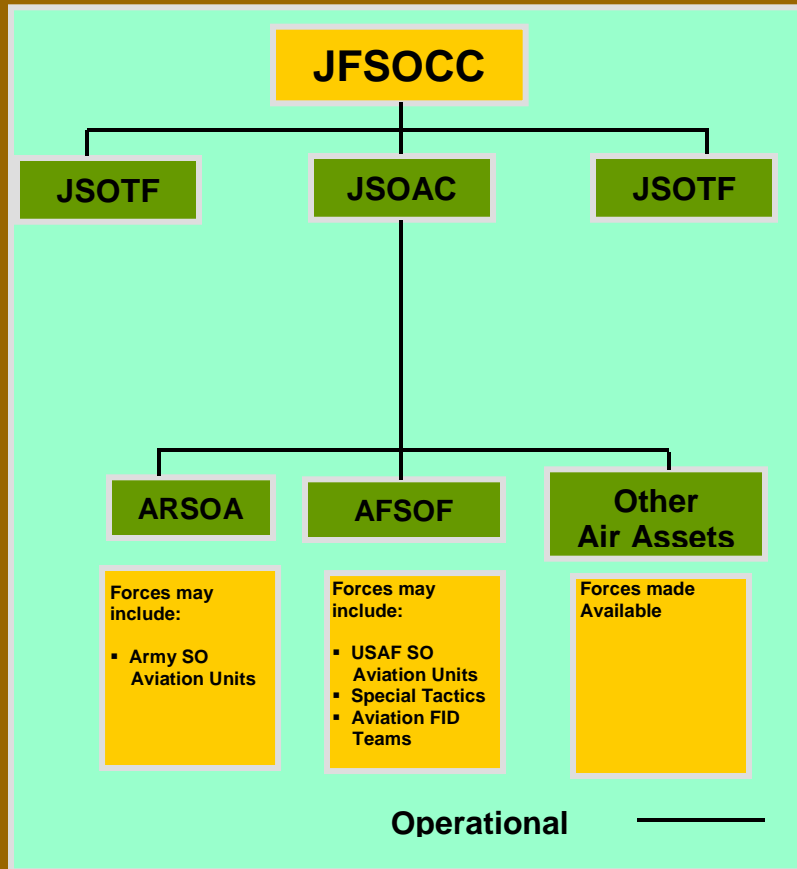 JFSOCC
JSOTF
JSOAC
JSOTF
ARSOA
AFSOF
Other
Air Assets
Forces may
include:
▪ Army SO
Aviation Units
Forces may
include:
▪ USAF SO
Aviation Units
▪ Special Tactics
▪ Aviation FID
Teams
Forces made
Available
Operational